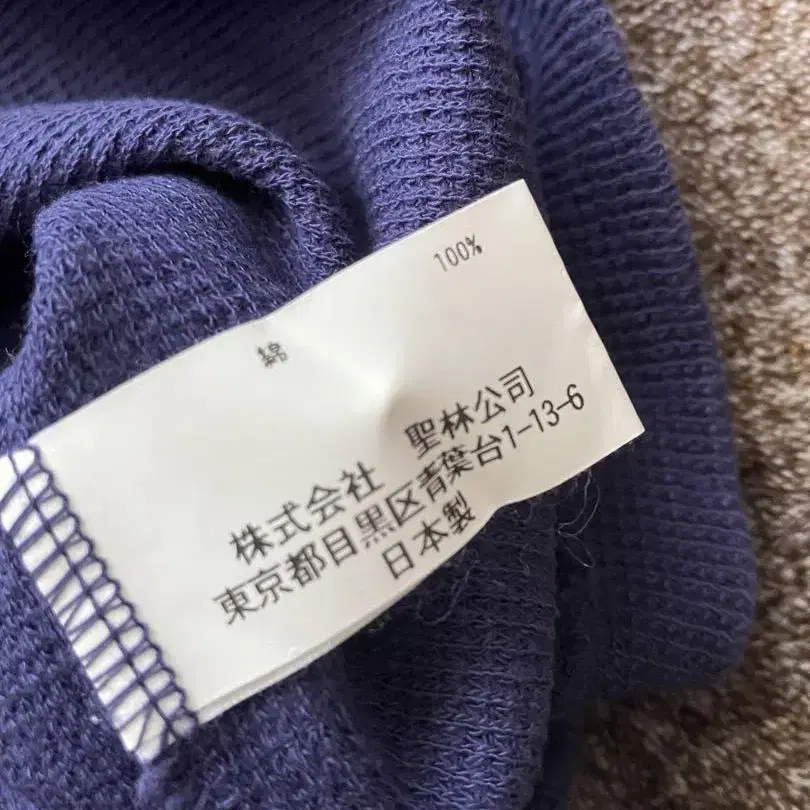 綿 100%
株式会社 聖林公司
東京都目黒区青葉台1-13-6
日本製